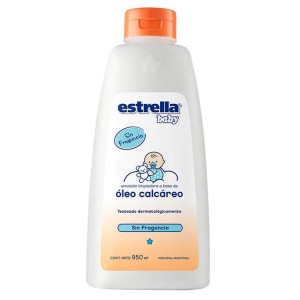 estrella
baby
Sin
Fragancia
emulsión limpiadora a base de
óleo calcáreo
Testeado dermatológicamente
Sin Fragancia
CONT. NETO 950 ml
INDUSTRIA ARGENTINA